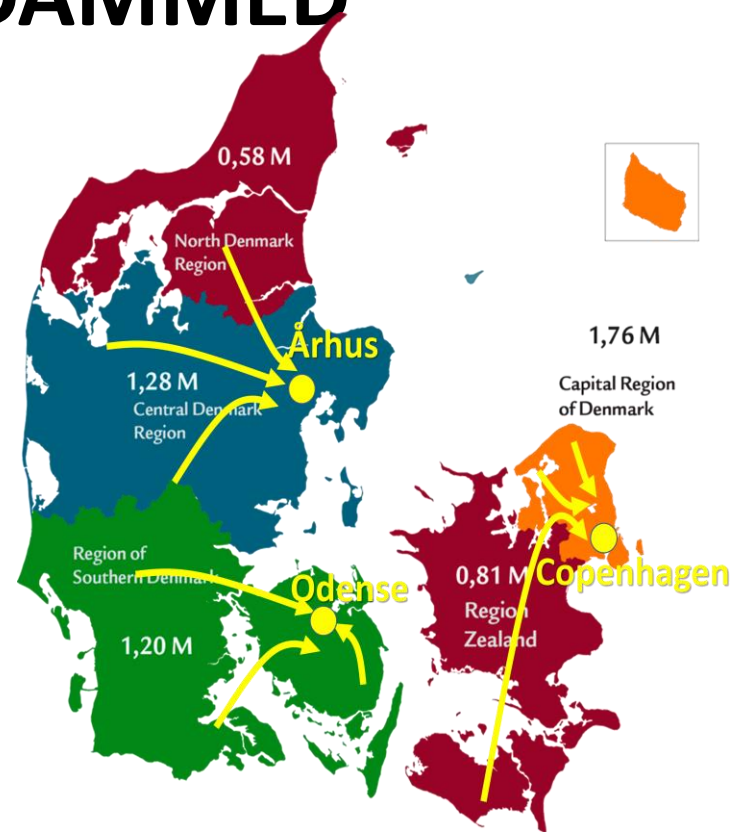 DAMMED
0,58 M
North Denmark
Region
Århus
1,28 M
Central Denmark
Region
1,76 M
Capital Region
of Denmark
Region of
Southern Denmark
Odense
1,20 M
Copenhagen
0,81 M
Region
Zealand